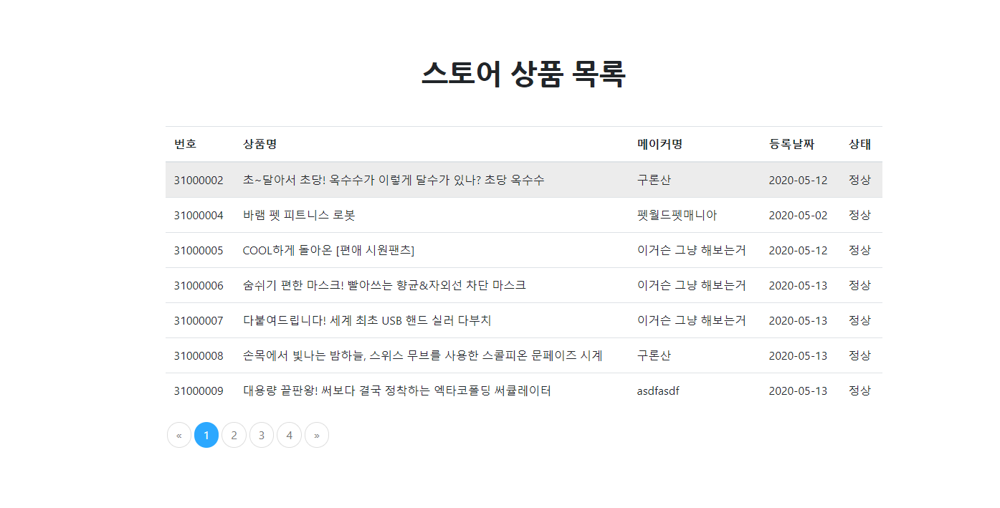 스토어 상품 목록
번호 상품명 메이커명 등록날짜 상태
31000002 초~달아서 초당! 옥수수가 이렇게 달수가 있나? 초당 옥수수 구론산 2020-05-12 정상
31000004 바램 펫 피트니스 로봇 펫월드펫매니아 2020-05-02 정상
31000005 COOL하게 돌아온 [편애 시원팬츠] 이거슨 그냥 해보는거 2020-05-12 정상
31000006 숨쉬기 편한 마스크! 빨아쓰는 향균&자외선 차단 마스크 이거슨 그냥 해보는거 2020-05-13 정상
31000007 다붙여드립니다! 세계 최초 USB 핸드 실러 다부치 이거슨 그냥 해보는거 2020-05-13 정상
31000008 손목에서 빛나는 밤하늘, 스위스 무브를 사용한 스콜피온 문페이즈 시계 구론산 2020-05-13 정상
31000009 대용량 끝판왕! 써보다 결국 정착하는 엑타코폴딩 써큘레이터 asdfasdf 2020-05-13 정상
« 1 2 3 4 »